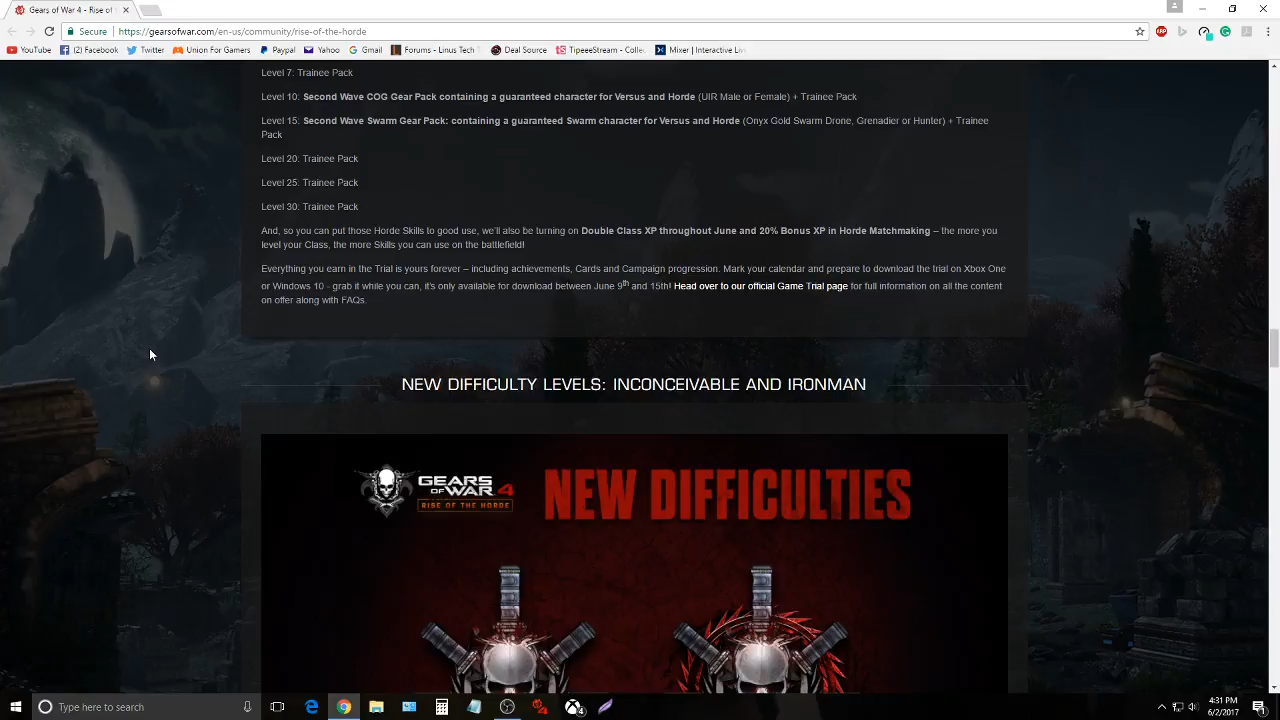 Gears of War 4 - Rise of
Secure
https://gearsofwar.com/en-us/community/rise-of-the-horde
YouTube
(2) Facebook
Twitter
Union For Gamers
Paypal
Yahoo
Gmail
Forums - Linus Tech
Deal Source
TipeeeStream - Colle
Mixer | Interactive Liv
Level 7: Trainee Pack
Level 10: Second Wave COG Gear Pack containing a guaranteed character for Versus and Horde (UIR Male or Female) + Trainee Pack
Level 15: Second Wave Swarm Gear Pack: containing a guaranteed Swarm character for Versus and Horde (Onyx Gold Swarm Drone, Grenadier or Hunter) + Trainee
Pack
Level 20: Trainee Pack
Level 25: Trainee Pack
Level 30: Trainee Pack
And, so you can put those Horde Skills to good use, we'll also be turning on Double Class XP throughout June and 20% Bonus XP in Horde Matchmaking – the more you
level your Class, the more Skills you can use on the battlefield!
Everything you earn in the Trial is yours forever – including achievements, Cards and Campaign progression. Mark your calendar and prepare to download the trial on Xbox One
or Windows 10 - grab it while you can, it's only available for download between June 9th and 15th! Head over to our official Game Trial page for full information on all the content
on offer along with FAQs.
NEW DIFFICULTY LEVELS: INCONCEIVABLE AND IRONMAN
GEARS
OF WAR 4
RISE OF THE HORDE
NEW DIFFICULTIES
Type here to search
4:31 PM
6/2/2017